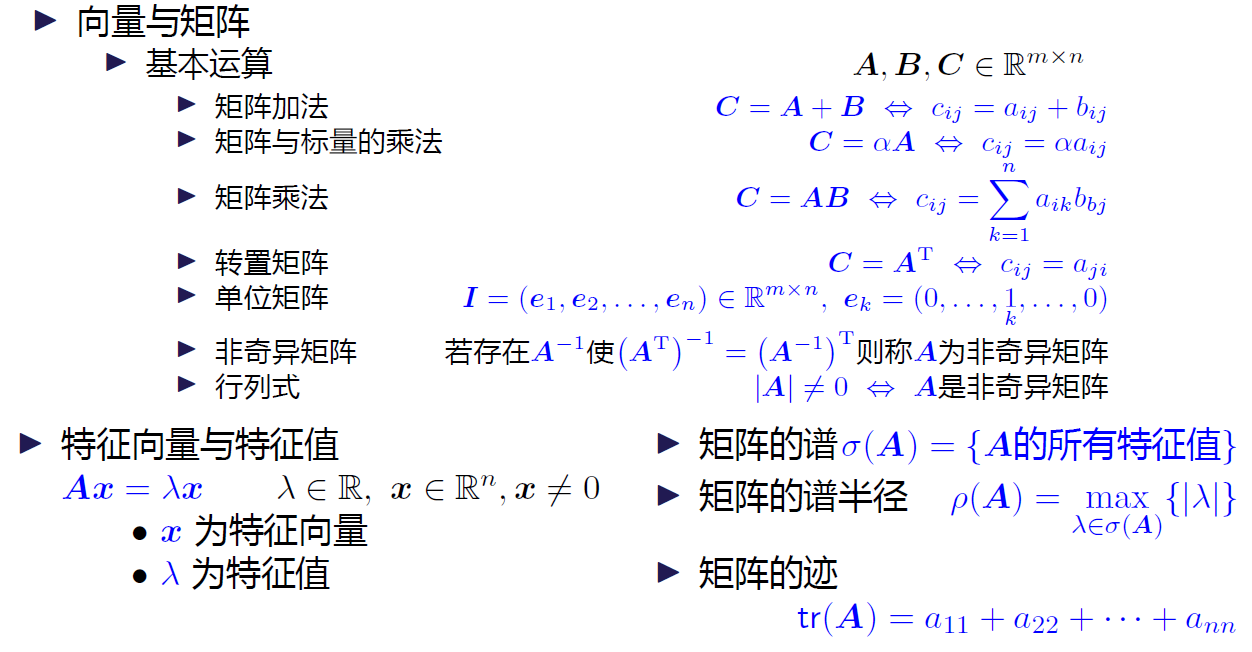 ▶ 向量与矩阵
▶ 基本运算 $\boldsymbol{A}, \boldsymbol{B}, \boldsymbol{C} \in \mathbb{R}^{m \times n}$
▶ 矩阵加法 $\boldsymbol{C} = \boldsymbol{A} + \boldsymbol{B} \Leftrightarrow c_{ij} = a_{ij} + b_{ij}$
▶ 矩阵与标量的乘法 $\boldsymbol{C} = \alpha \boldsymbol{A} \Leftrightarrow c_{ij} = \alpha a_{ij}$
▶ 矩阵乘法 $\boldsymbol{C} = \boldsymbol{A}\boldsymbol{B} \Leftrightarrow c_{ij} = \sum_{k=1}^{n} a_{ik} b_{bj}$
▶ 转置矩阵 $\boldsymbol{C} = \boldsymbol{A}^{\mathrm{T}} \Leftrightarrow c_{ij} = a_{ji}$
▶ 单位矩阵 $\boldsymbol{I} = (\boldsymbol{e}_1, \boldsymbol{e}_2, \ldots, \boldsymbol{e}_n) \in \mathbb{R}^{m \times n},\ \boldsymbol{e}_k = (0, \ldots, \underset{k}{1}, \ldots, 0)$
▶ 非奇异矩阵 若存在$\boldsymbol{A}^{-1}$使$\left(\boldsymbol{A}^{\mathrm{T}}\right)^{-1} = \left(\boldsymbol{A}^{-1}\right)^{\mathrm{T}}$则称$\boldsymbol{A}$为非奇异矩阵
▶ 行列式 $|\boldsymbol{A}| \neq 0 \Leftrightarrow \boldsymbol{A}$是非奇异矩阵
▶ 特征向量与特征值
$\boldsymbol{A}\boldsymbol{x} = \lambda \boldsymbol{x}$ $\lambda \in \mathbb{R},\ \boldsymbol{x} \in \mathbb{R}^n, \boldsymbol{x} \neq 0$
• $\boldsymbol{x}$ 为特征向量
• $\lambda$ 为特征值
▶ 矩阵的谱$\sigma(\boldsymbol{A}) = \{\boldsymbol{A}$的所有特征值$\}$
▶ 矩阵的谱半径 $\rho(\boldsymbol{A}) = \max_{\lambda \in \sigma(\boldsymbol{A})} \{|\lambda|\}$
▶ 矩阵的迹
$\mathsf{tr}(\boldsymbol{A}) = a_{11} + a_{22} + \cdots + a_{nn}$